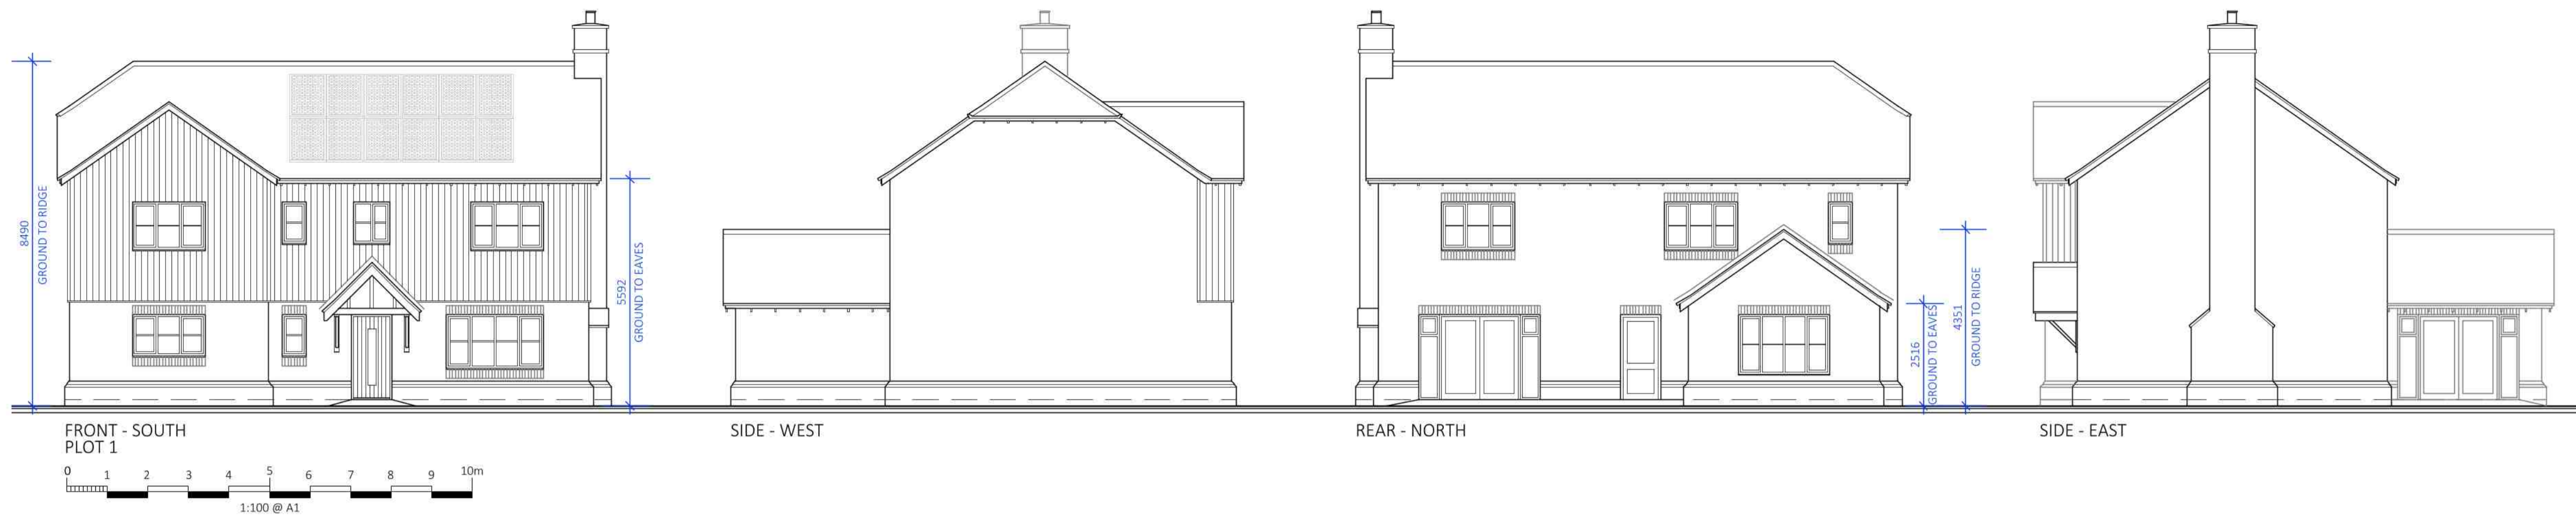 8490
GROUND TO RIDGE
5592
GROUND TO EAVES
2516
GROUND TO EAVES
4351
GROUND TO RIDGE
FRONT - SOUTH
PLOT 1
SIDE - WEST
REAR - NORTH
SIDE - EAST
0 1 2 3 4 5 6 7 8 9 10m
1:100 @ A1